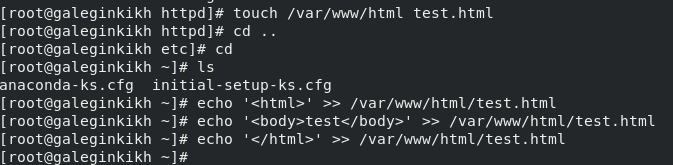 [root@galeginkikh httpd]# touch /var/www/html test.html
[root@galeginkikh httpd]# cd ..
[root@galeginkikh etc]# cd
[root@galeginkikh ~]# ls
anaconda-ks.cfg  initial-setup-ks.cfg
[root@galeginkikh ~]# echo '<html>' >> /var/www/html/test.html
[root@galeginkikh ~]# echo '<body>test</body>' >> /var/www/html/test.html
[root@galeginkikh ~]# echo '</html>' >> /var/www/html/test.html
[root@galeginkikh ~]#